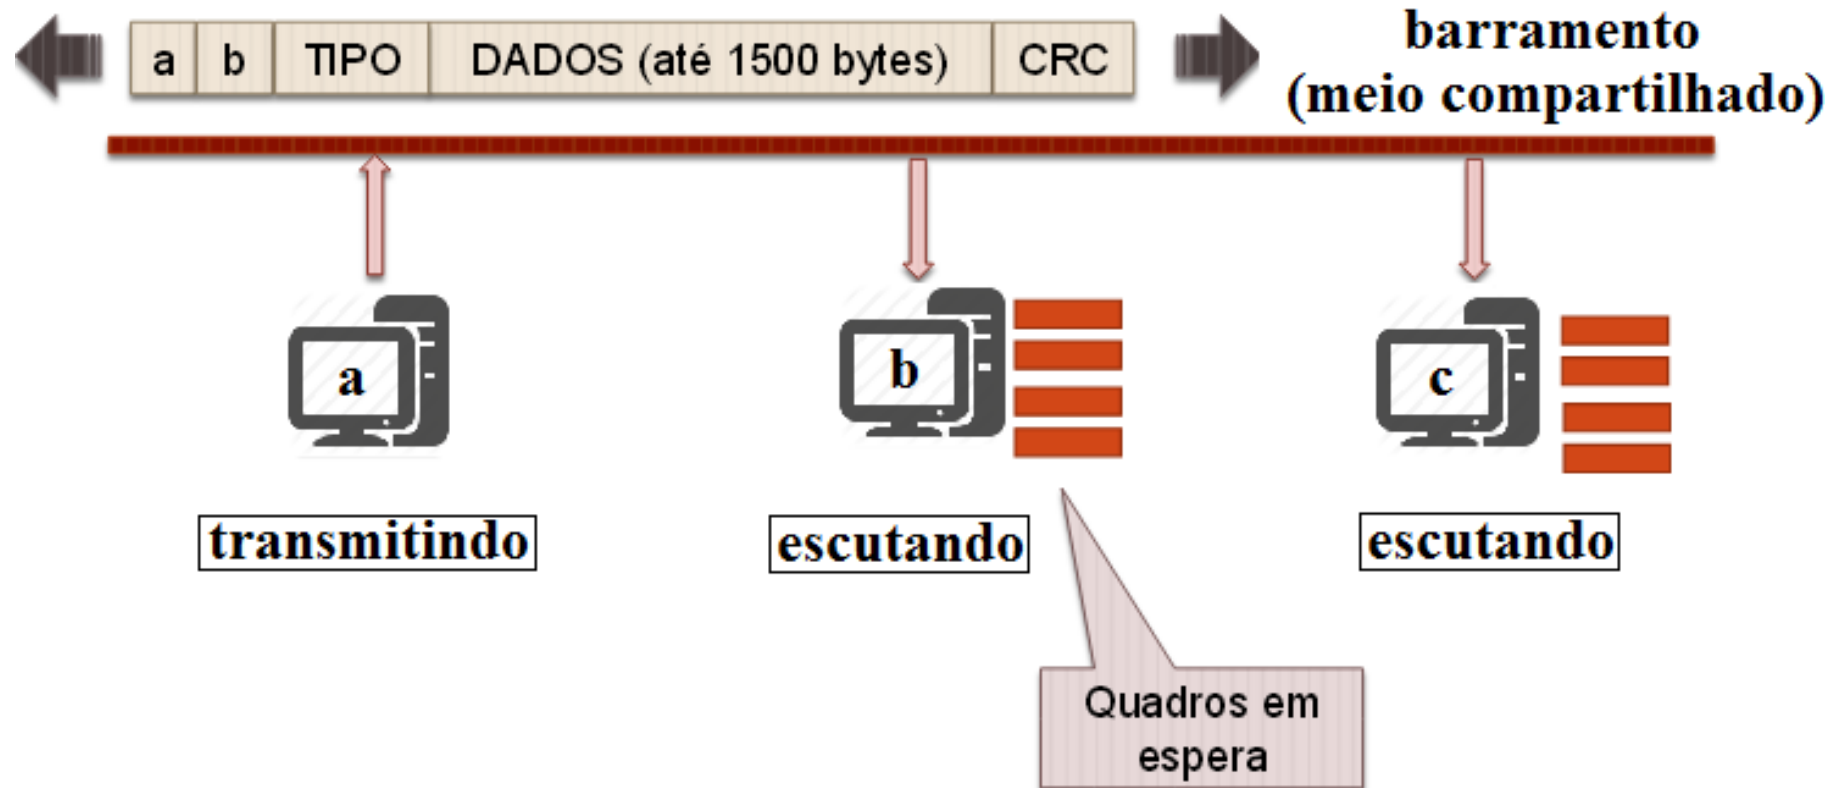 a b TIPO DADOS (até 1500 bytes) CRC
barramento
(meio compartilhado)
a
b
c
transmitindo
escutando
escutando
Quadros em
espera